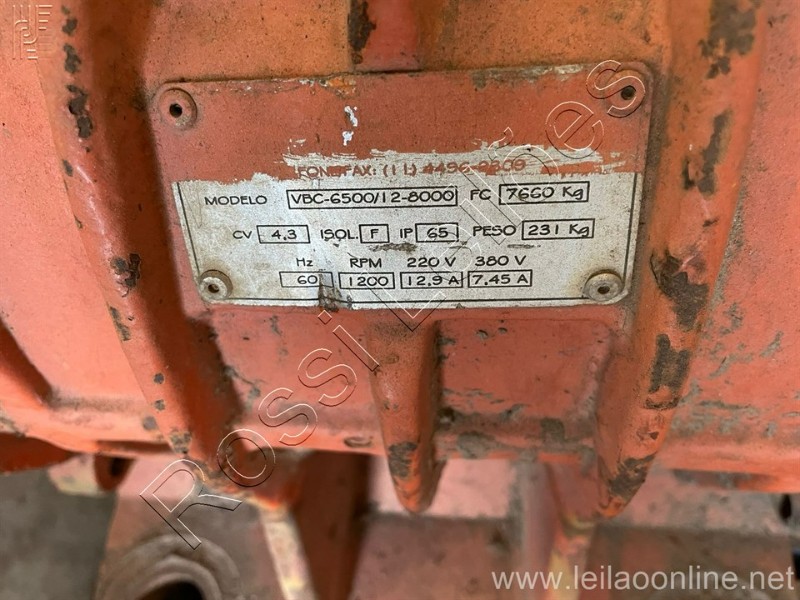 FONE/FAX: (11) 4496-
MODELO VBC-6500/12-8000 FC 7660 Kg
CV 4.3 ISOL F IP 65 PESO 231 Kg
Hz RPM 220 V 380 V
60 1200 12.9 A 7.45 A
Rossi Leilões
www.leilaoonline.net